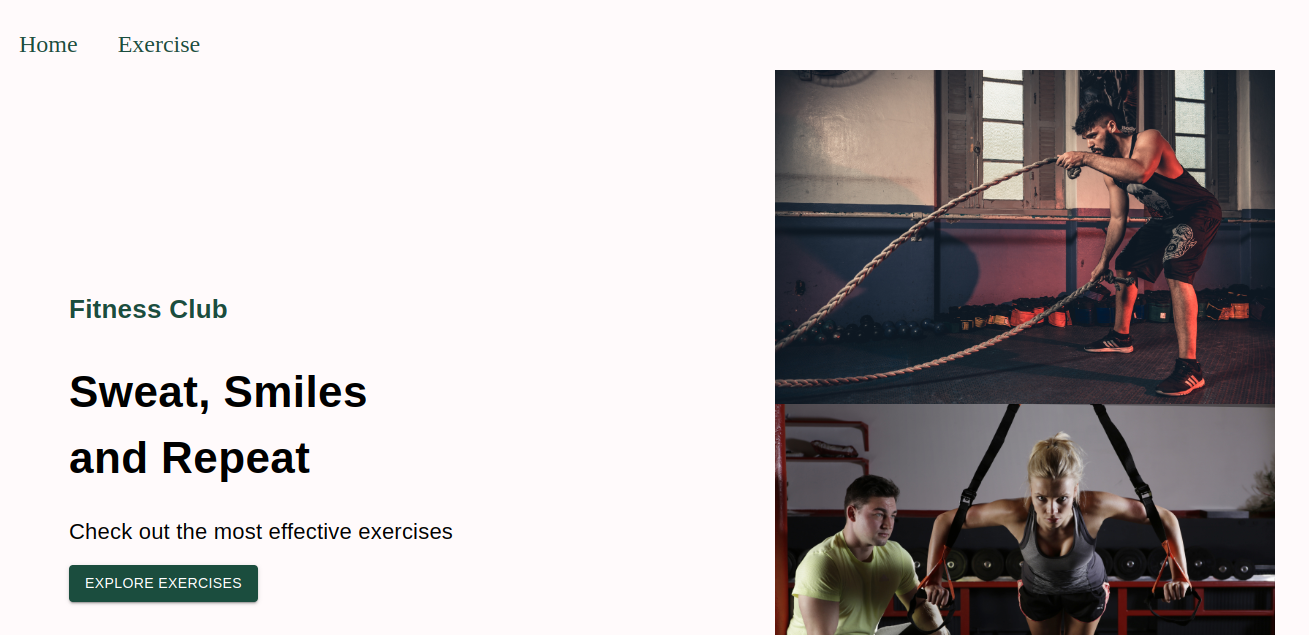 Home Exercise
Fitness Club
Sweat, Smiles
and Repeat
Check out the most effective exercises
EXPLORE EXERCISES